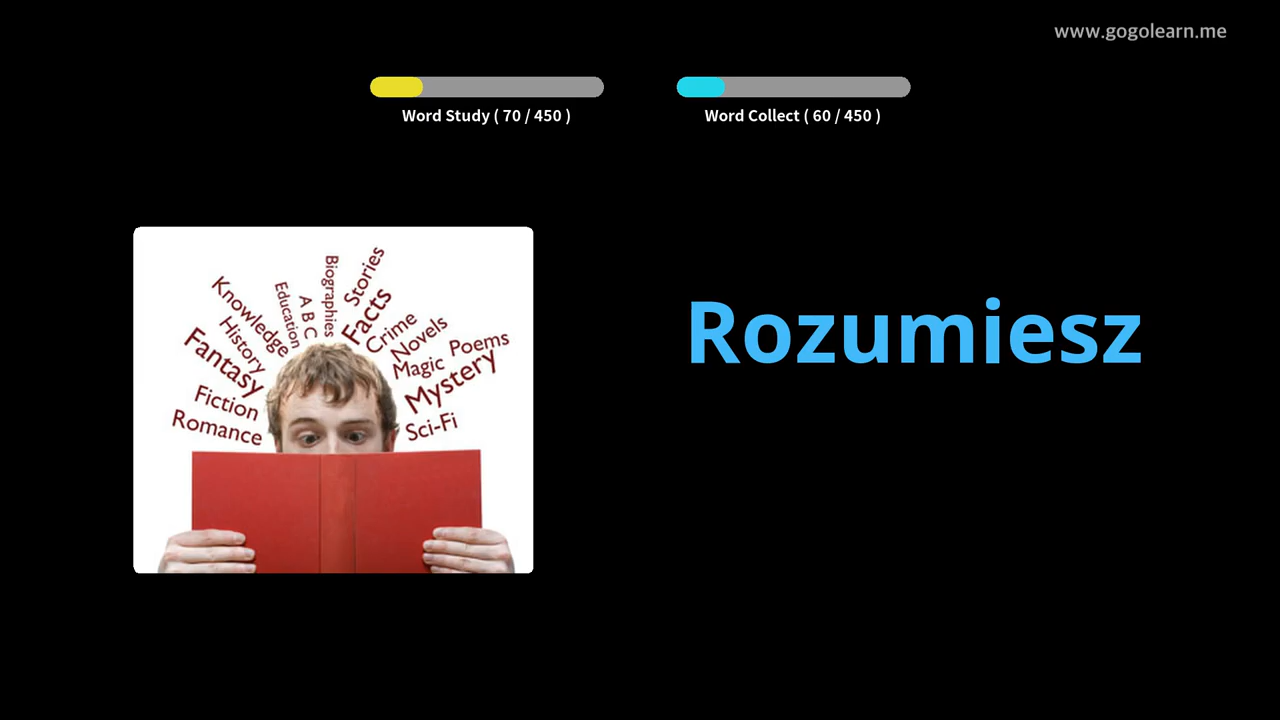 www.gogolearn.me
Word Study ( 70 / 450 )
Word Collect ( 60 / 450 )
Rozumiesz
Knowledge
History
Fantasy
Fiction
Romance
Education
A B C
Biographies
Stories
Facts
Crime
Novels
Magic
Poems
Mystery
Sci-Fi